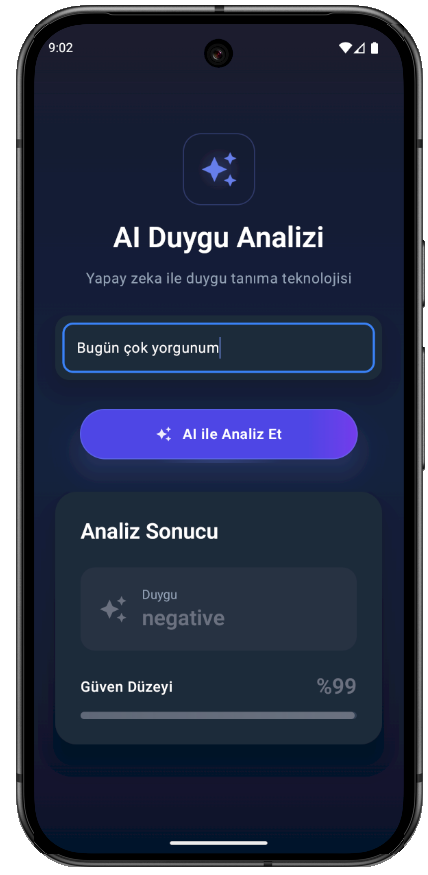 9:02
AI Duygu Analizi
Yapay zeka ile duygu tanıma teknolojisi
Bugün çok yorgunum
AI ile Analiz Et
Analiz Sonucu
Duygu
negative
Güven Düzeyi %99